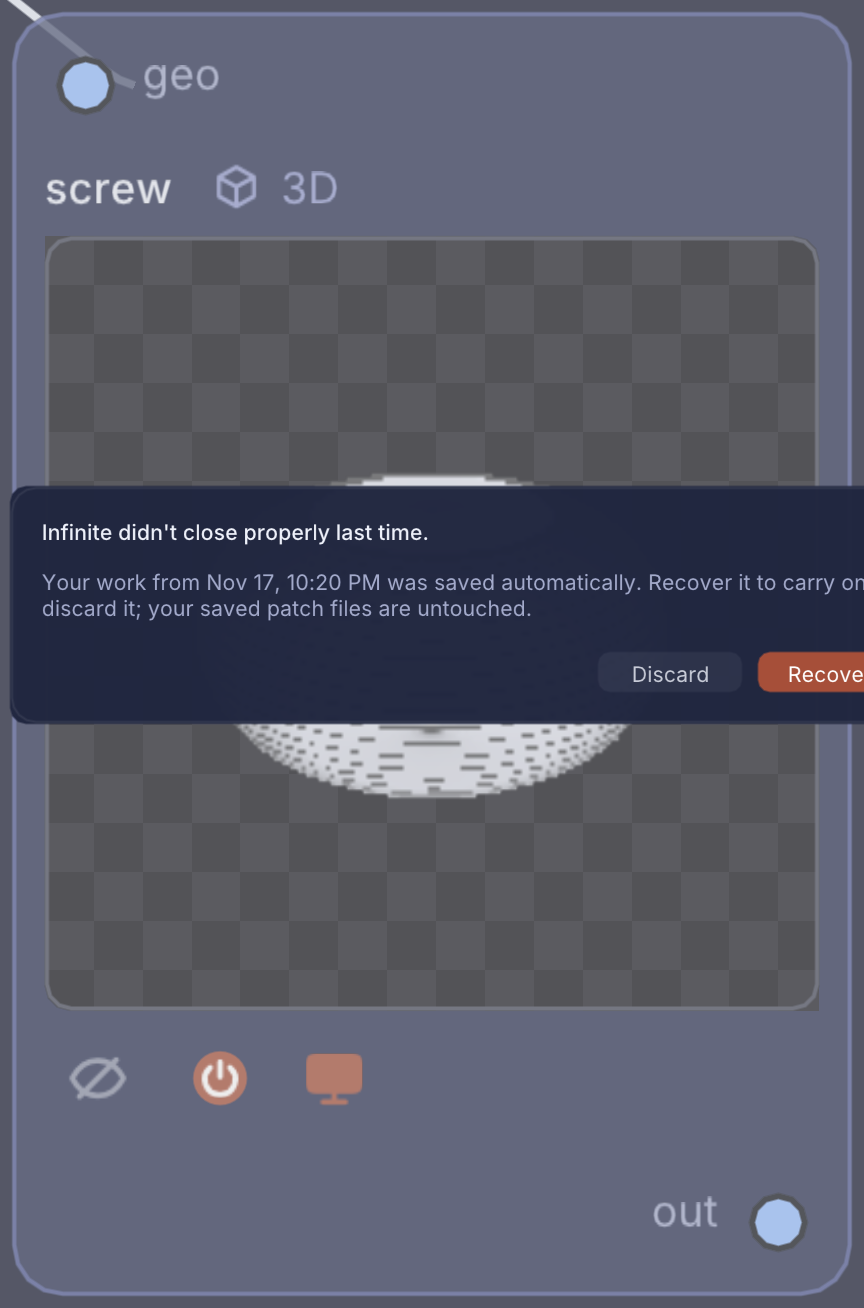 geo
screw 3D
Infinite didn't close properly last time.
Your work from Nov 17, 10:20 PM was saved automatically. Recover it to carry on
discard it; your saved patch files are untouched.
Discard Recove
out